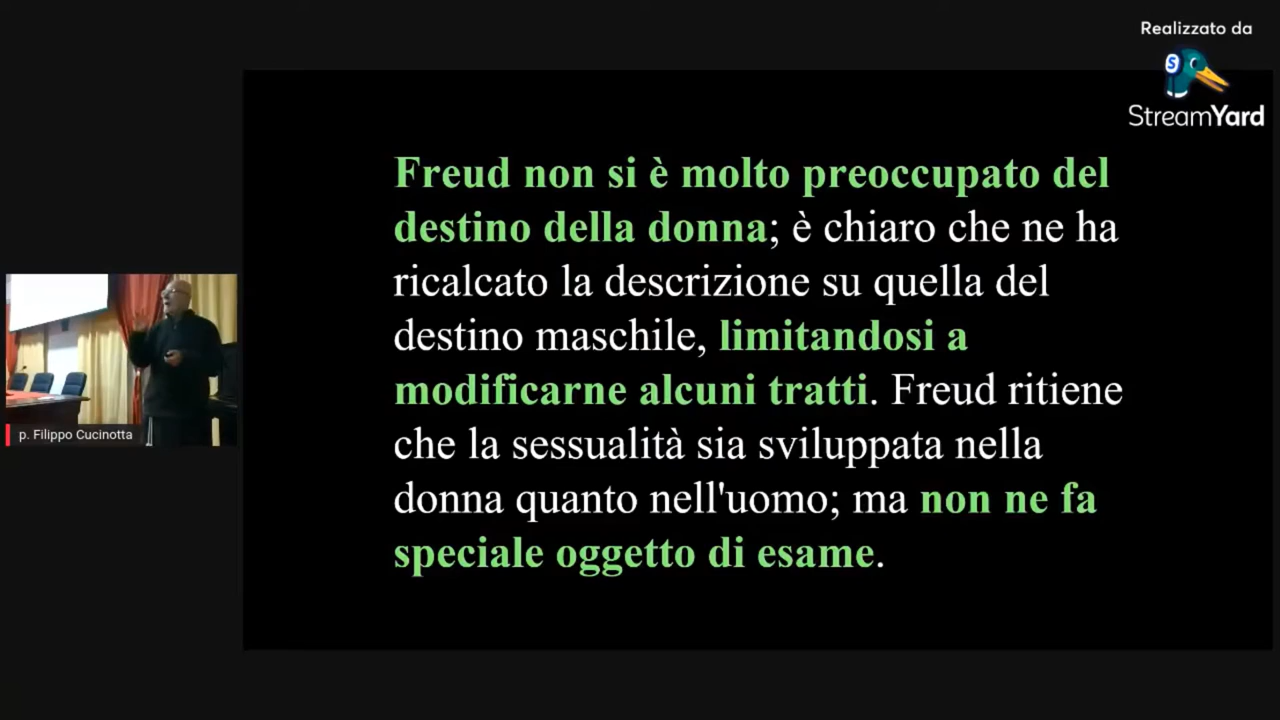 Realizzato da
StreamYard
Freud non si è molto preoccupato del
destino della donna; è chiaro che ne ha
ricalcato la descrizione su quella del
destino maschile, limitandosi a
modificarne alcuni tratti. Freud ritiene
che la sessualità sia sviluppata nella
donna quanto nell'uomo; ma non ne fa
speciale oggetto di esame.
p. Filippo Cucinotta